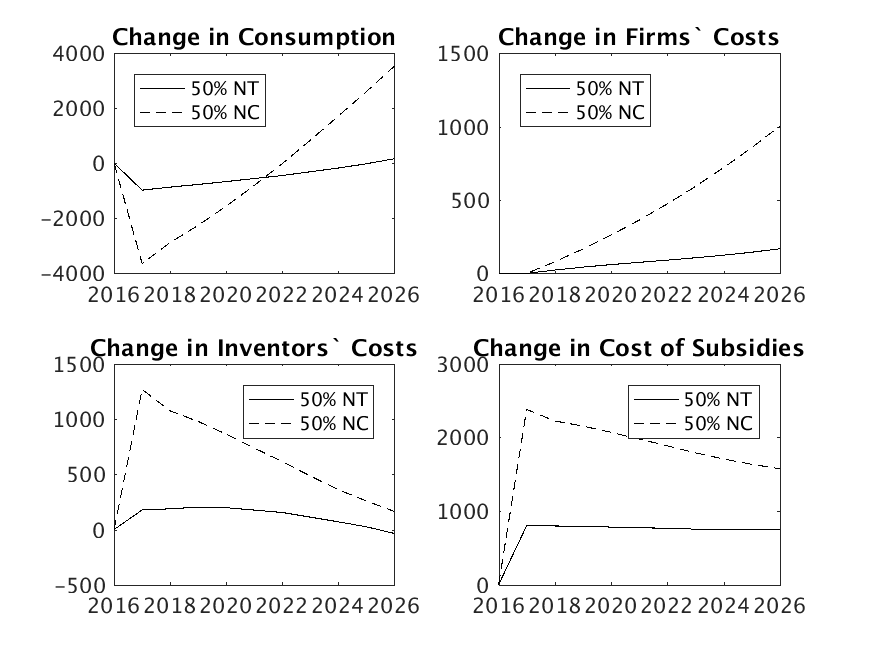 Change in Consumption
4000
2000
0
−2000
−4000
2016 2018 2020 2022 2024 2026
50% NT
50% NC
Change in Firms` Costs
1500
1000
500
0
2016 2018 2020 2022 2024 2026
50% NT
50% NC
Change in Inventors` Costs
1500
1000
500
0
−500
2016 2018 2020 2022 2024 2026
50% NT
50% NC
Change in Cost of Subsidies
3000
2000
1000
0
2016 2018 2020 2022 2024 2026
50% NT
50% NC